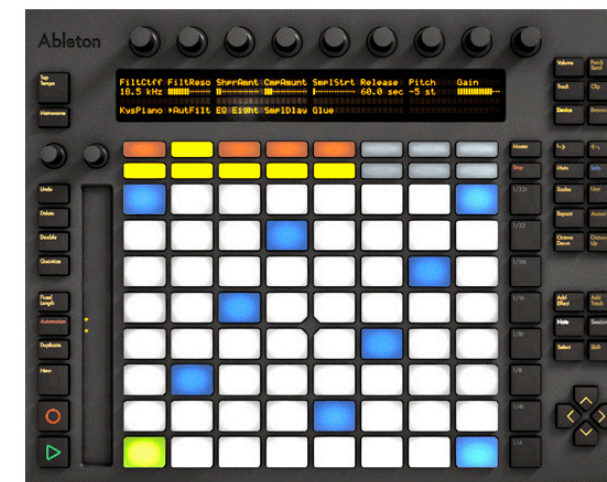 Ableton
FiltCtff FiltReso ShprAmnt CmpAmunt SmplStrt Release Pitch Gain
18.5 kHz 60.0 sec -5 st
KysPiano ▸AutFilt EQ Eight SmplDlay Glue
Tap
Tempo
Metronome
Undo
Delete
Double
Quantize
Fixed
Length
Automation
Duplicate
New
Master
Stop
1/32t
1/32
1/16t
1/16
1/8t
1/8
1/4t
1/4
Volume
Pan &
Send
Track
Clip
Device
Browse
Mute
Solo
Scales
User
Repeat
Accent
Octave
Down
Octave
Up
Add
Effect
Add
Track
Note
Session
Select
Shift